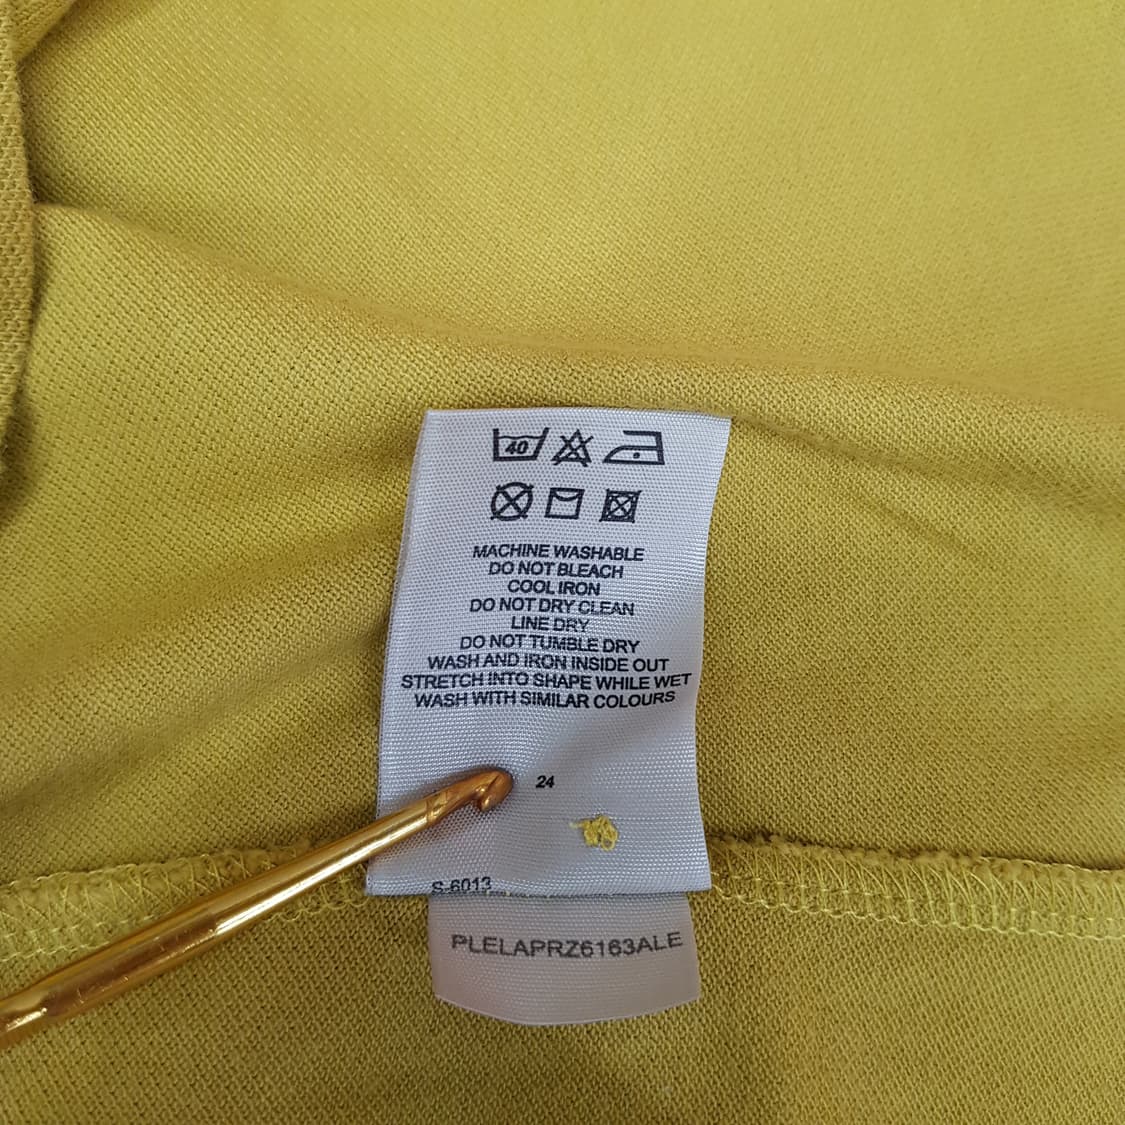 40
MACHINE WASHABLE
DO NOT BLEACH
COOL IRON
DO NOT DRY CLEAN
LINE DRY
DO NOT TUMBLE DRY
WASH AND IRON INSIDE OUT
STRETCH INTO SHAPE WHILE WET
WASH WITH SIMILAR COLOURS
24
S-6013
PLELAPRZ6163ALE